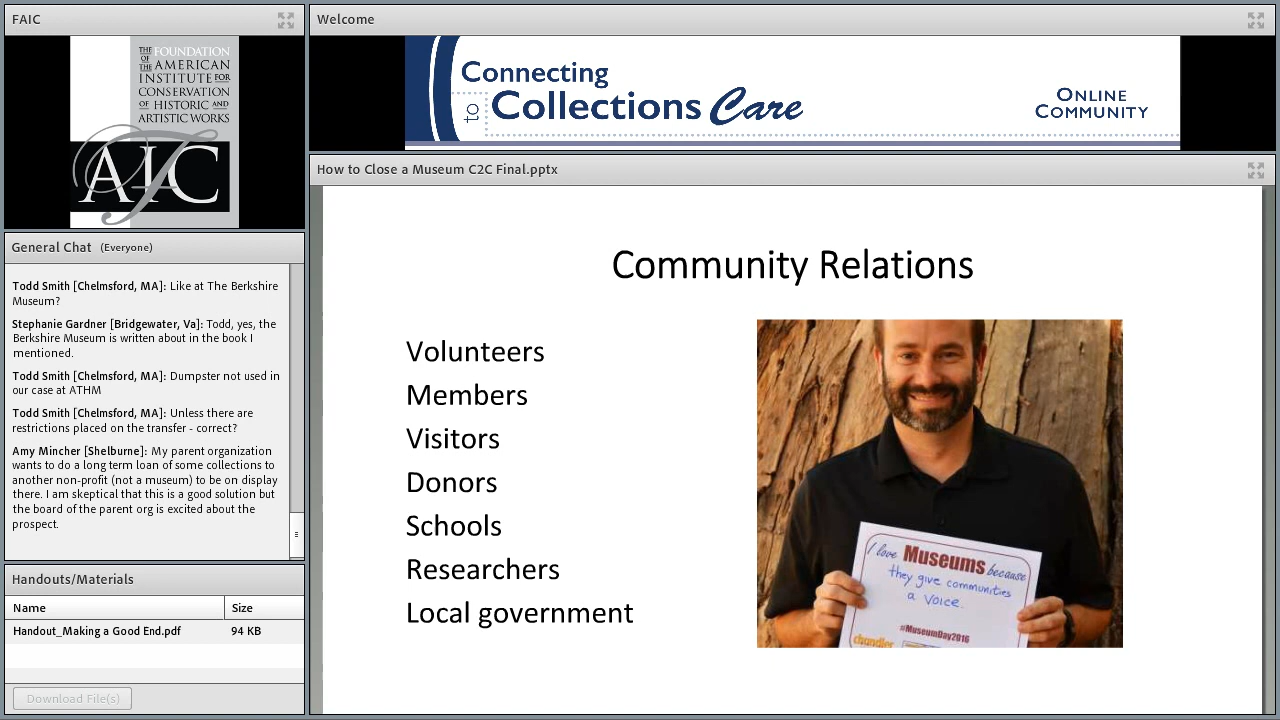 FAIC
THE FOUNDATION
OF THE AMERICAN
INSTITUTE FOR
CONSERVATION
OF HISTORIC AND
ARTISTIC WORKS
AIC
General Chat (Everyone)
Todd Smith [Chelmsford, MA]: Like at The Berkshire
Museum?
Stephanie Gardner [Bridgewater, Va]: Todd, yes, the
Berkshire Museum is written about in the book I
mentioned.
Todd Smith [Chelmsford, MA]: Dumpster not used in
our case at ATHM
Todd Smith [Chelmsford, MA]: Unless there are
restrictions placed on the transfer - correct?
Amy Mincher [Shelburne]: My parent organization
wants to do a long term loan of some collections to
another non-profit (not a museum) to be on display
there. I am skeptical that this is a good solution but
the board of the parent org is excited about the
prospect.
Handouts/Materials
Name Size
Handout_Making a Good End.pdf 94 KB
Download File(s)
Welcome
Connecting
to Collections Care
ONLINE
COMMUNITY
How to Close a Museum C2C Final.pptx
Community Relations
Volunteers
Members
Visitors
Donors
Schools
Researchers
Local government
I love Museums because
they give communities
a voice.
#MuseumDay2016
chandler